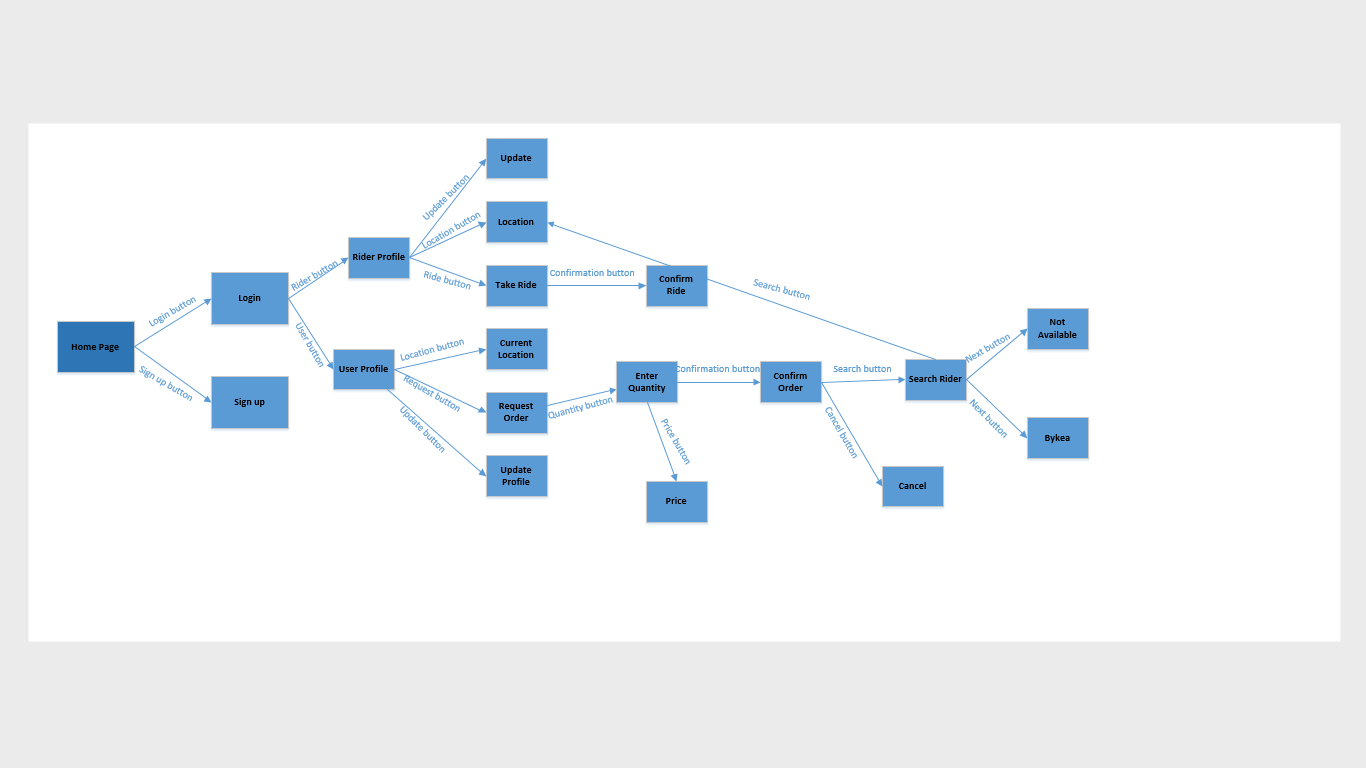 Update
Update button
Location
Location button
Rider Profile
Rider button
Ride button
Take Ride
Confirmation button
Confirm
Ride
Search button
Login
Login button
Home Page
User button
Not
Available
Next button
Current
Location
Location button
User Profile
Enter
Quantity
Confirmation button
Confirm
Order
Search button
Search Rider
Request button
Sign up button
Sign up
Request
Order
Quantity button
Update button
Price button
Cancel button
Next button
Bykea
Update
Profile
Price
Cancel